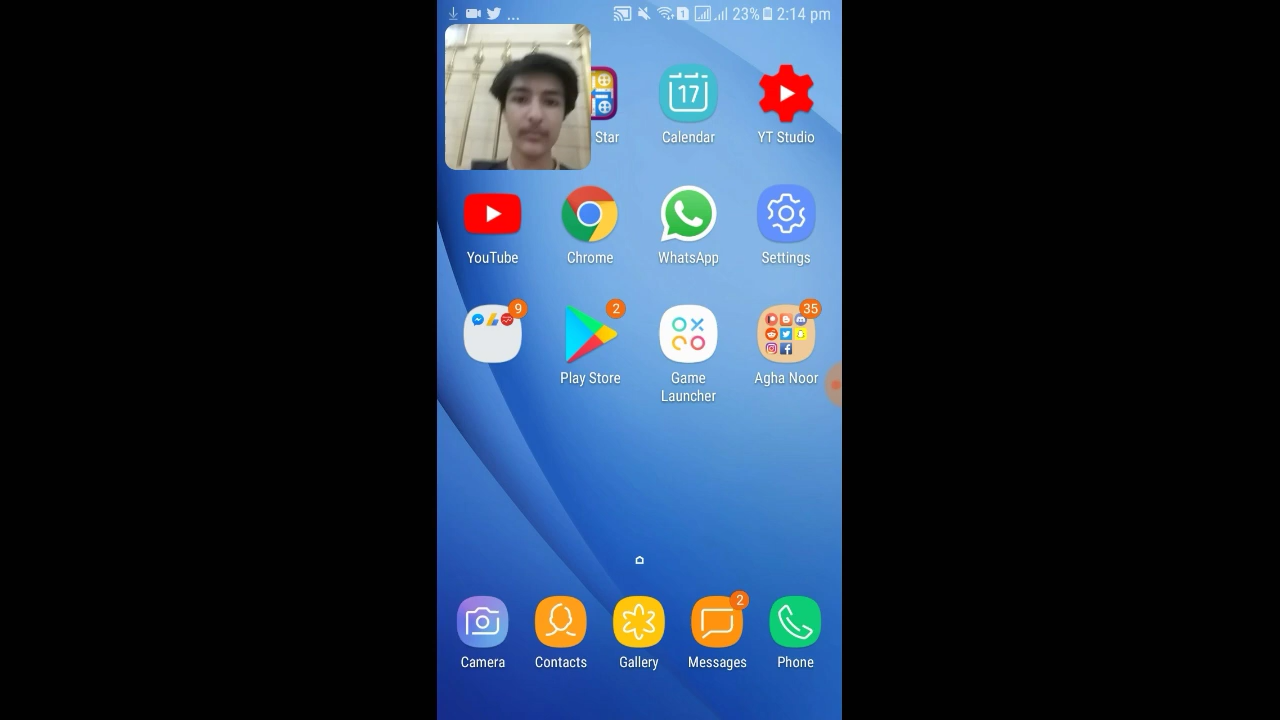 ... 1 23% 2:14 pm
Star
Calendar
YT Studio
17
YouTube
Chrome
WhatsApp
Settings
9
2
35
Play Store
Game
Launcher
Agha Noor
2
Camera
Contacts
Gallery
Messages
Phone